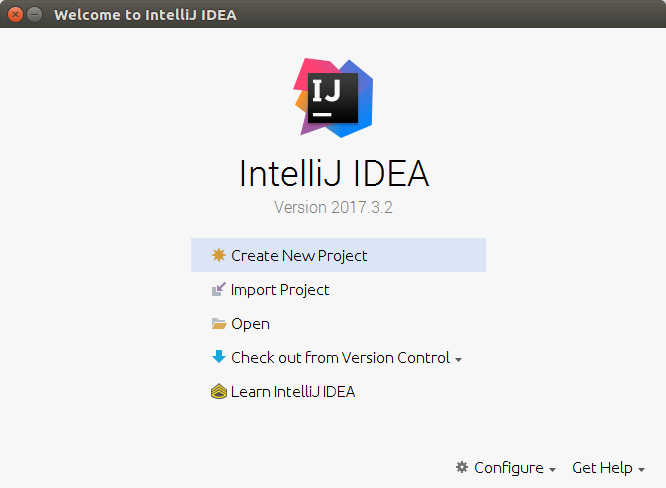 Welcome to IntelliJ IDEA
IJ
IntelliJ IDEA
Version 2017.3.2
Create New Project
Import Project
Open
Check out from Version Control
Learn IntelliJ IDEA
Configure Get Help